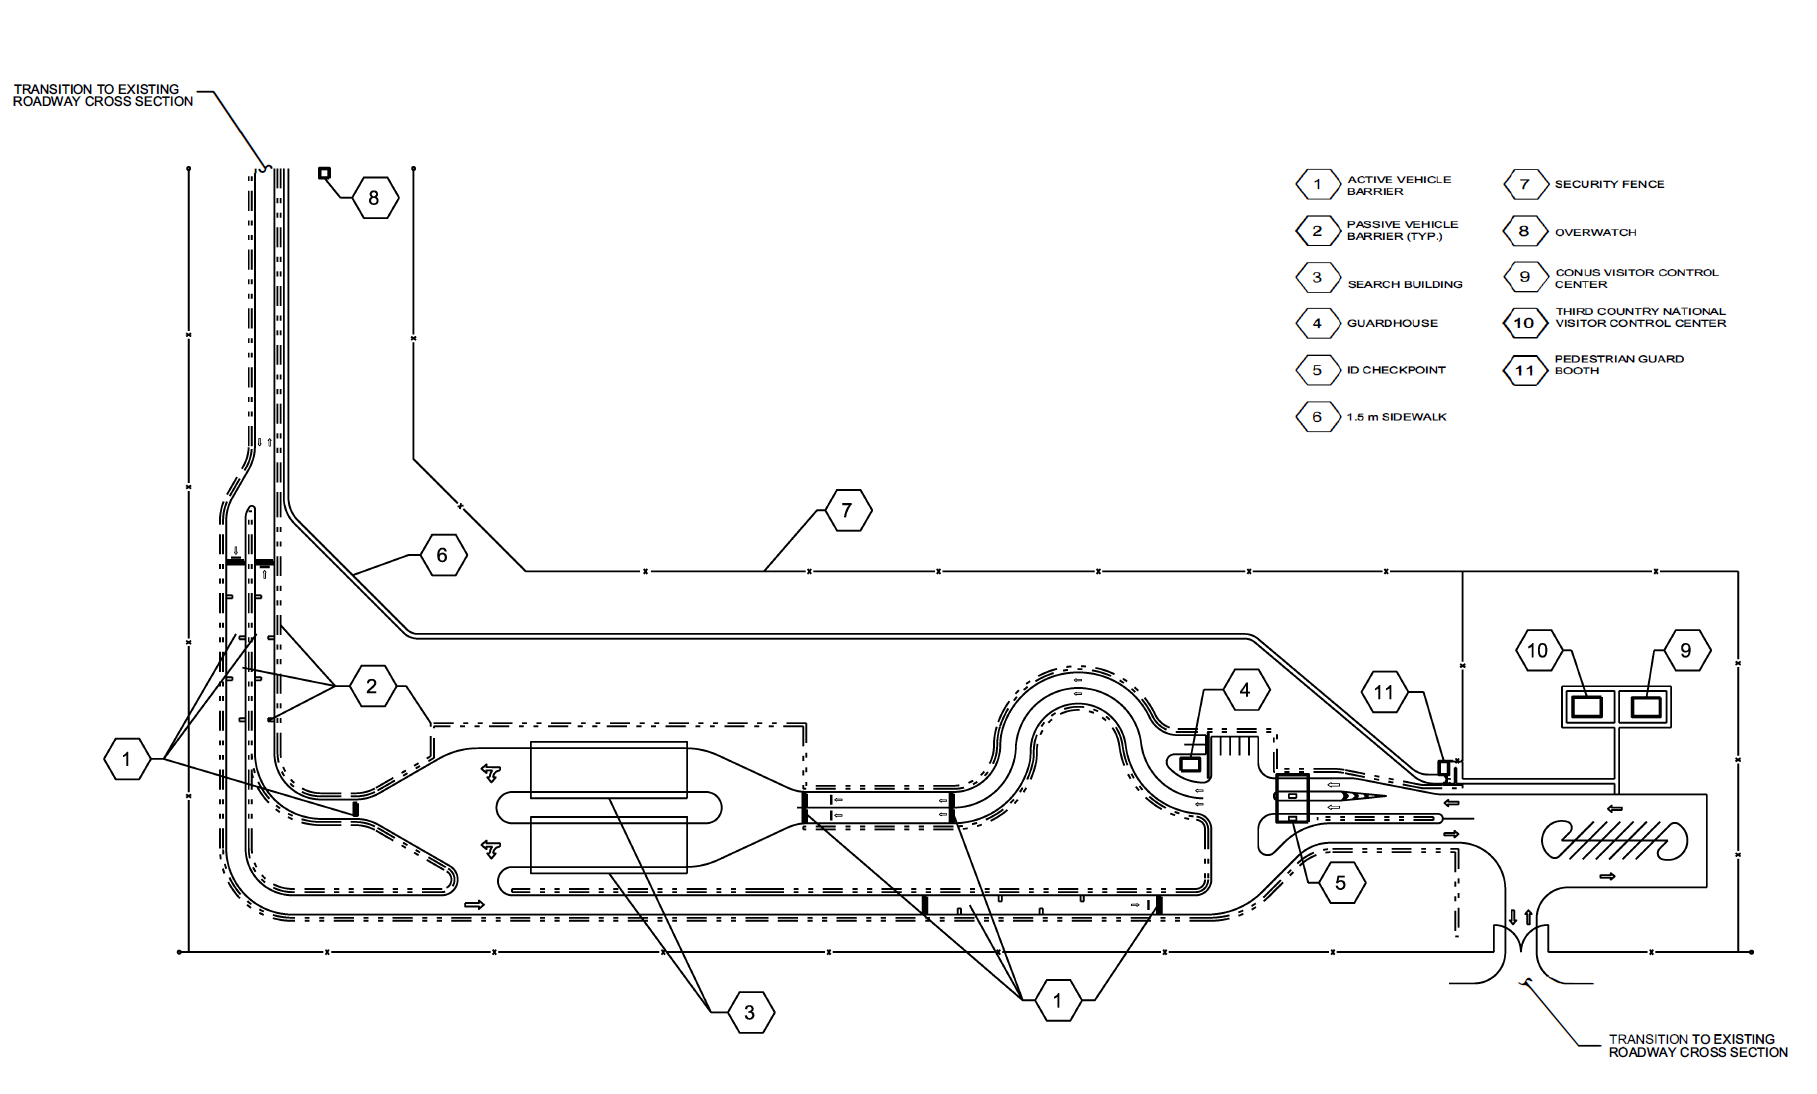 TRANSITION TO EXISTING
ROADWAY CROSS SECTION
8
1
ACTIVE VEHICLE
BARRIER
2
PASSIVE VEHICLE
BARRIER (TYP.)
3
SEARCH BUILDING
4
GUARDHOUSE
5
ID CHECKPOINT
6
1.5 m SIDEWALK
7
SECURITY FENCE
8
OVERWATCH
9
CONUS VISITOR CONTROL
CENTER
10
THIRD COUNTRY NATIONAL
VISITOR CONTROL CENTER
11
PEDESTRIAN GUARD
BOOTH
7
6
10
9
2
4
11
1
5
3
1
TRANSITION TO EXISTING
ROADWAY CROSS SECTION